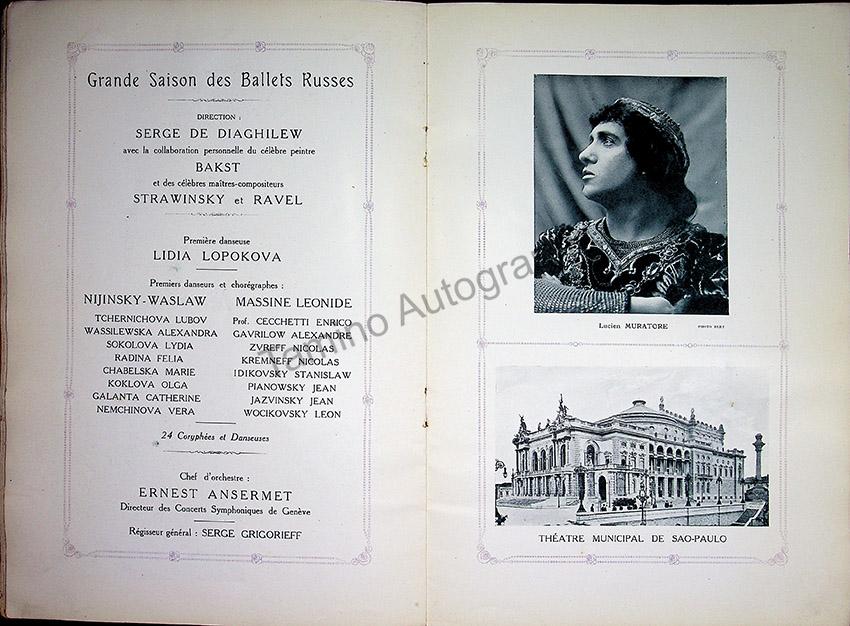 Grande Saison des Ballets Russes
DIRECTION :
SERGE DE DIAGHILEW
avec la collaboration personnelle du célèbre peintre
BAKST
et des célèbres maîtres-compositeurs
STRAWINSKY et RAVEL
Première danseuse
LIDIA LOPOKOVA
Premiers danseurs et chorégraphes :
NIJINSKY-WASLAW MASSINE LEONIDE
TCHERNICHOVA LUBOV Prof. CECCHETTI ENRICO
WASSILEWSKA ALEXANDRA GAVRILOW ALEXANDRE
SOKOLOVA LYDIA ZVREFF NICOLAS
RADINA FELIA KREMNEFF NICOLAS
CHABELSKA MARIE IDIKOVSKY STANISLAW
KOKLOVA OLGA PIANOWSKY JEAN
GALANTA CATHERINE JAZVINSKY JEAN
NEMCHINOVA VERA WOCIKOVSKY LEON
24 Coryphées et Danseuses
Chef d'orchestre :
ERNEST ANSERMET
Directeur des Concerts Symphoniques de Genève
Régisseur général : SERGE GRIGORIEFF
Lucien MURATORE PHOTO BERT
THÉATRE MUNICIPAL DE SAO-PAULO
Tamino Autogra